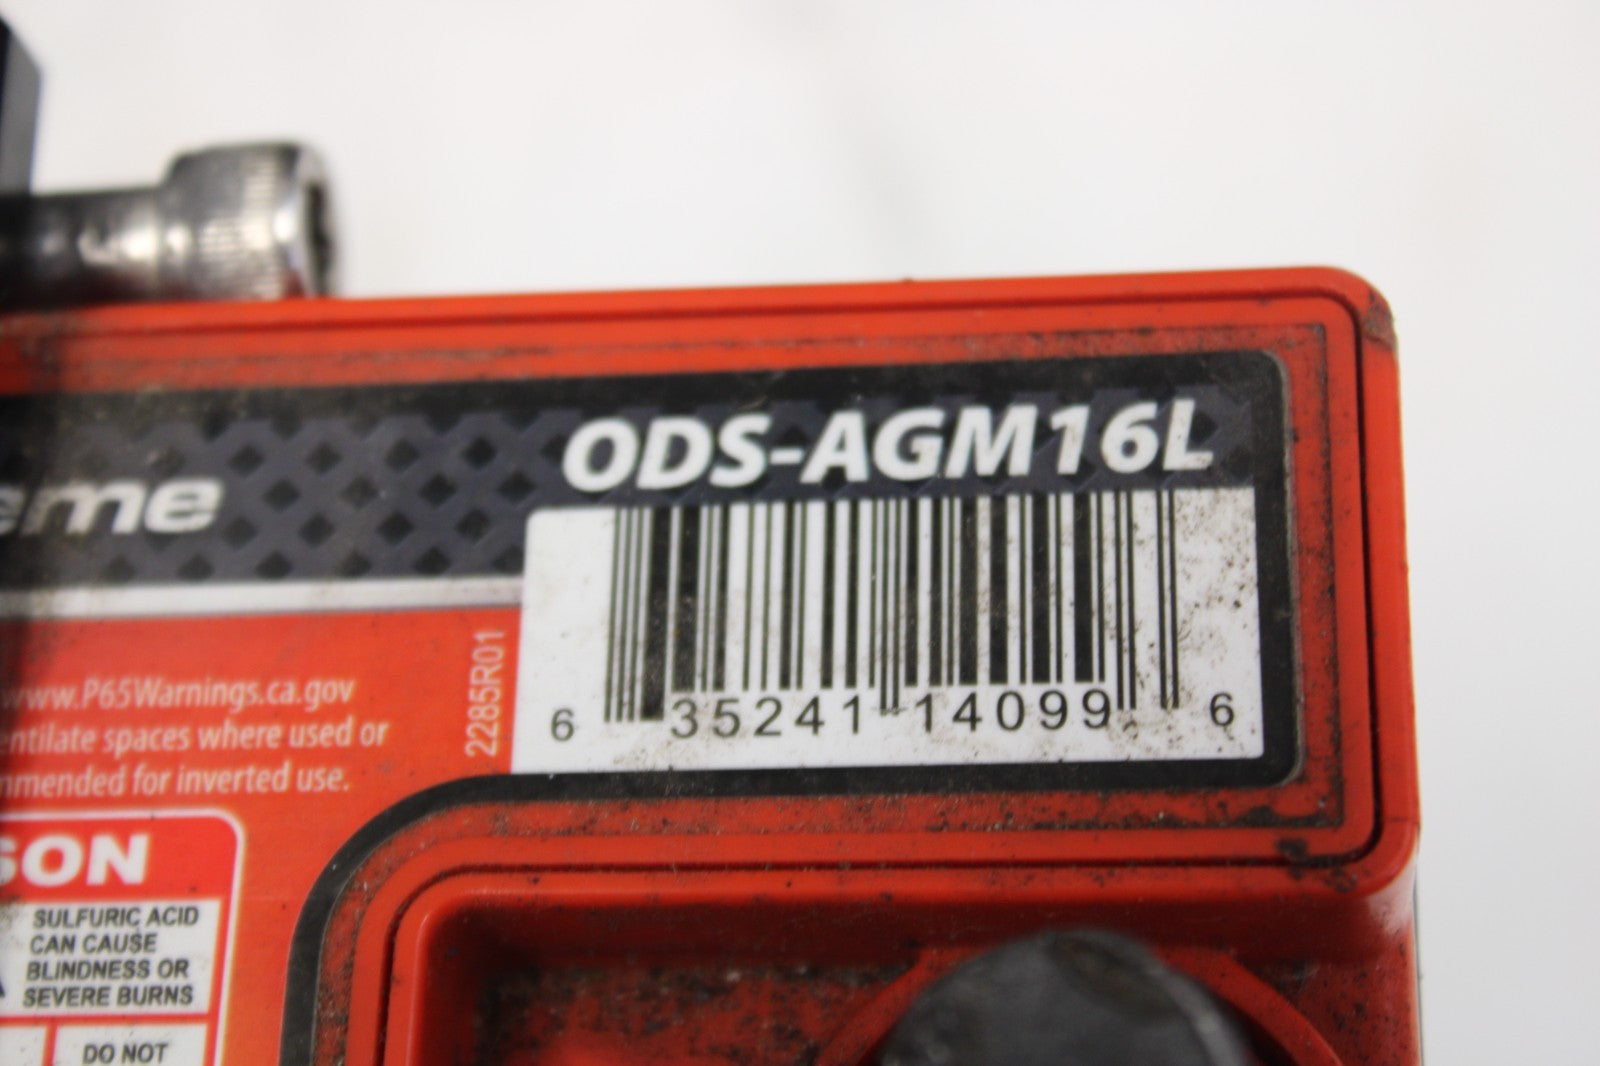 ODS-AGM16L
eme
2285R01
6 35241 14099 6
www.P65Warnings.ca.gov
entilate spaces where used or
mmended for inverted use.
SON
SULFURIC ACID
CAN CAUSE
BLINDNESS OR
SEVERE BURNS
DO NOT